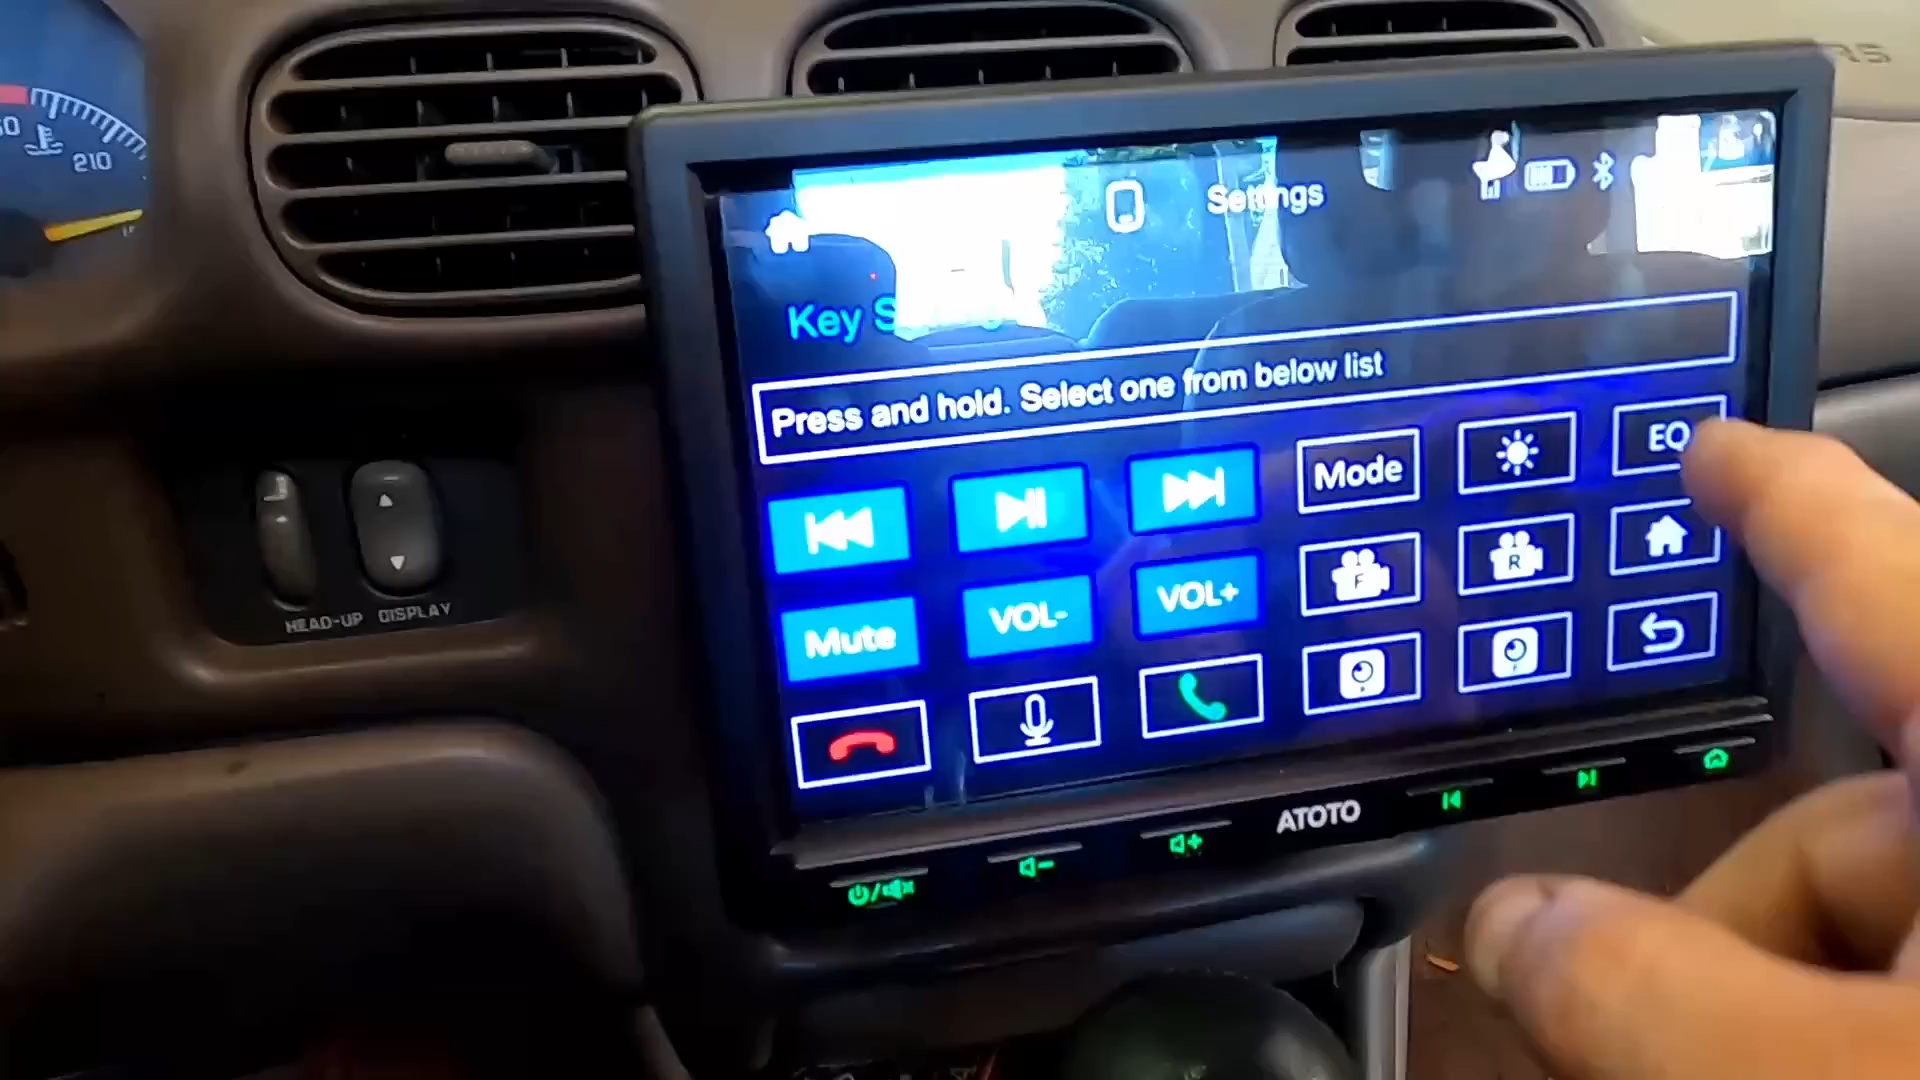 210
RS
Settings
Key
Press and hold. Select one from below list
Mode
EQ
Mute
VOL-
VOL+
F
R
HEAD-UP DISPLAY
ATOTO